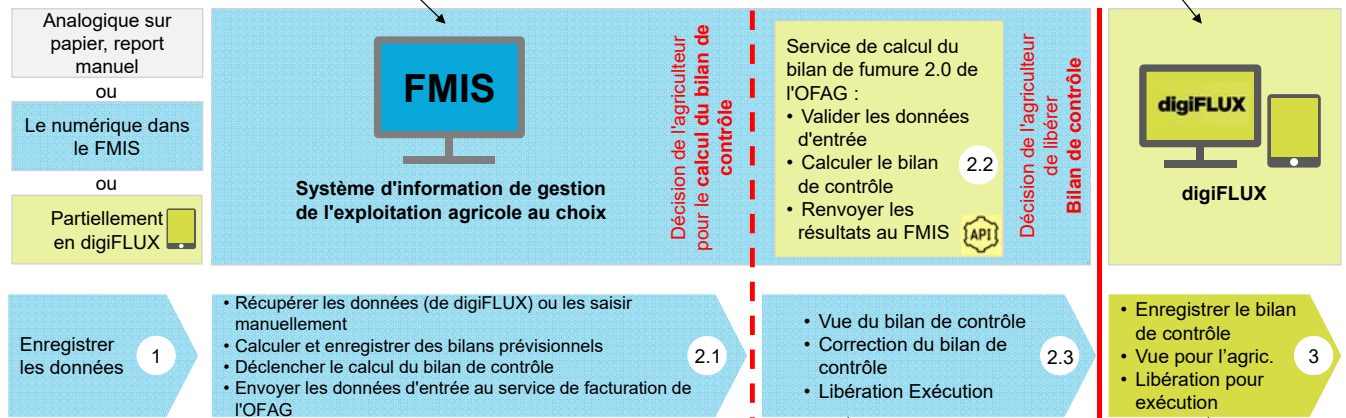 Analogique sur
papier, report
manuel
ou
Le numérique dans
le FMIS
ou
Partiellement
en digiFLUX
FMIS
Système d'information de gestion
de l'exploitation agricole au choix
Décision de l'agriculteur
pour le calcul du bilan de
contrôle
Service de calcul du
bilan de fumure 2.0 de
l'OFAG :
• Valider les données
d'entrée
• Calculer le bilan
de contrôle
• Renvoyer les
résultats au FMIS
2.2
API
Décision de l'agriculteur
de libérer
Bilan de contrôle
digiFLUX
digiFLUX
Enregistrer
les données
1
• Récupérer les données (de digiFLUX) ou les saisir
manuellement
• Calculer et enregistrer des bilans prévisionnels
• Déclencher le calcul du bilan de contrôle
• Envoyer les données d'entrée au service de facturation de
l'OFAG
2.1
• Vue du bilan de contrôle
• Correction du bilan de
contrôle
• Libération Exécution
2.3
• Enregistrer le bilan
de contrôle
• Vue pour l'agric.
• Libération pour
exécution
3